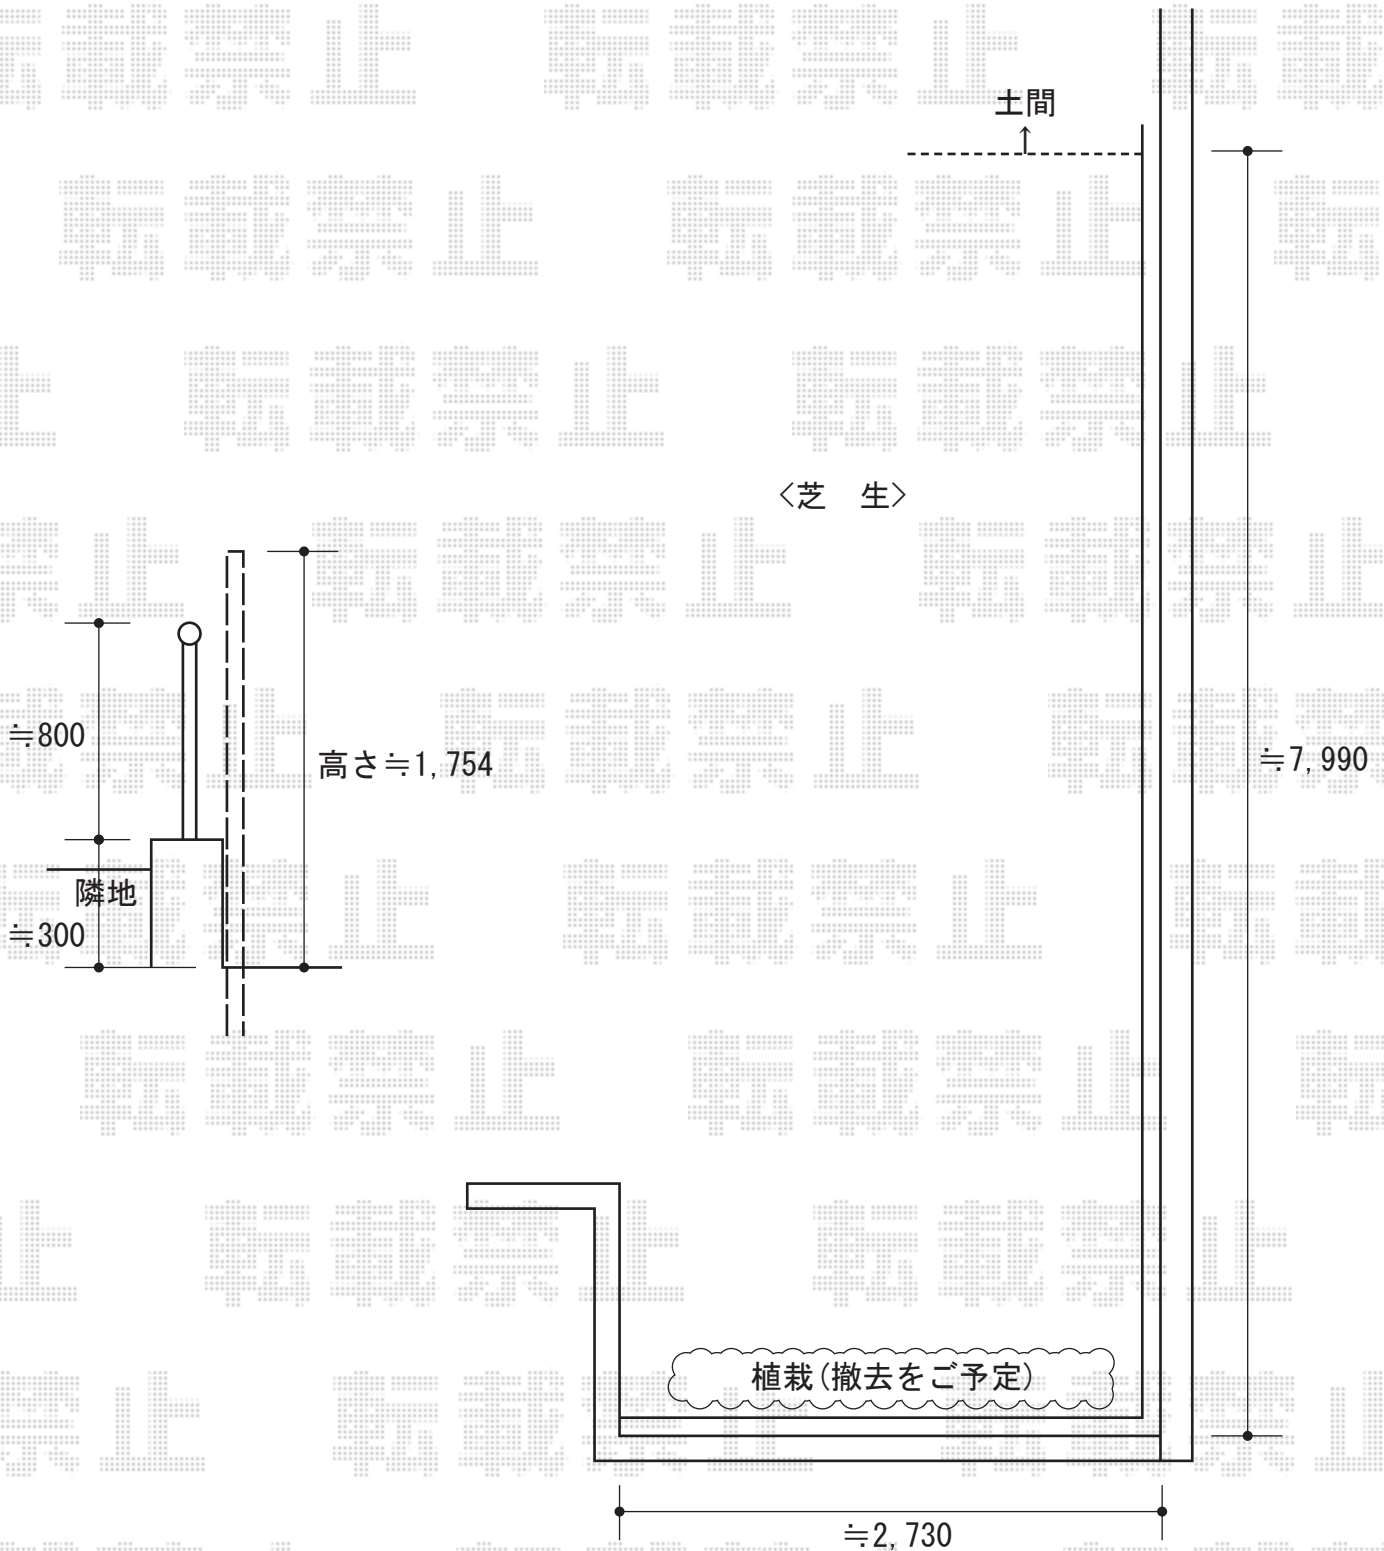 転載禁止
土間
↑
〈芝　生〉
≒800
高さ≒1,754
≒7,990
隣地
≒300
植栽(撤去をご予定)
≒2,730